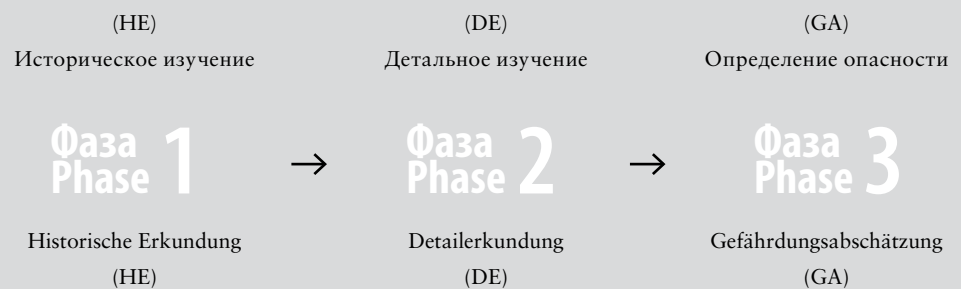 (HE)
Историческое изучение
Фаза
Phase 1
Historische Erkundung
(HE)
→
(DE)
Детальное изучение
Фаза
Phase 2
Detailerkundung
(DE)
→
(GA)
Определение опасности
Фаза
Phase 3
Gefährdungsabschätzung
(GA)